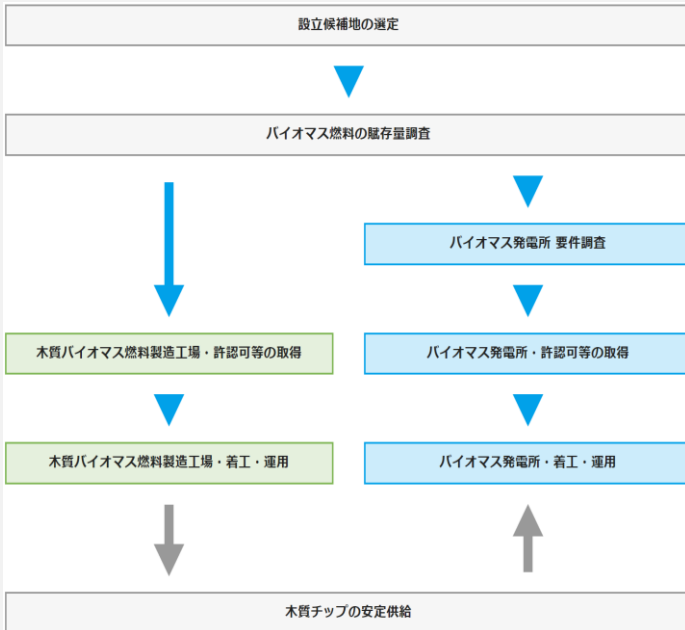 設立候補地の選定
バイオマス燃料の賦存量調査
バイオマス発電所 要件調査
木質バイオマス燃料製造工場・許認可等の取得
バイオマス発電所・許認可等の取得
木質バイオマス燃料製造工場・着工・運用
バイオマス発電所・着工・運用
木質チップの安定供給